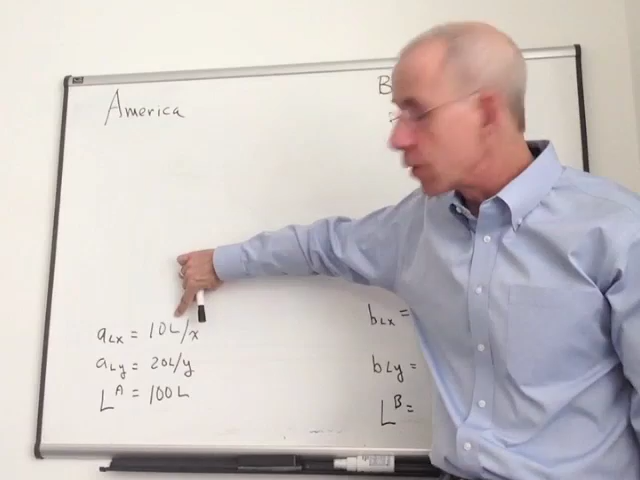 America
B
a_Lx = 10L/x
a_Ly = 20L/y
L^A = 100L
b_Lx =
b_Ly =
L^B =